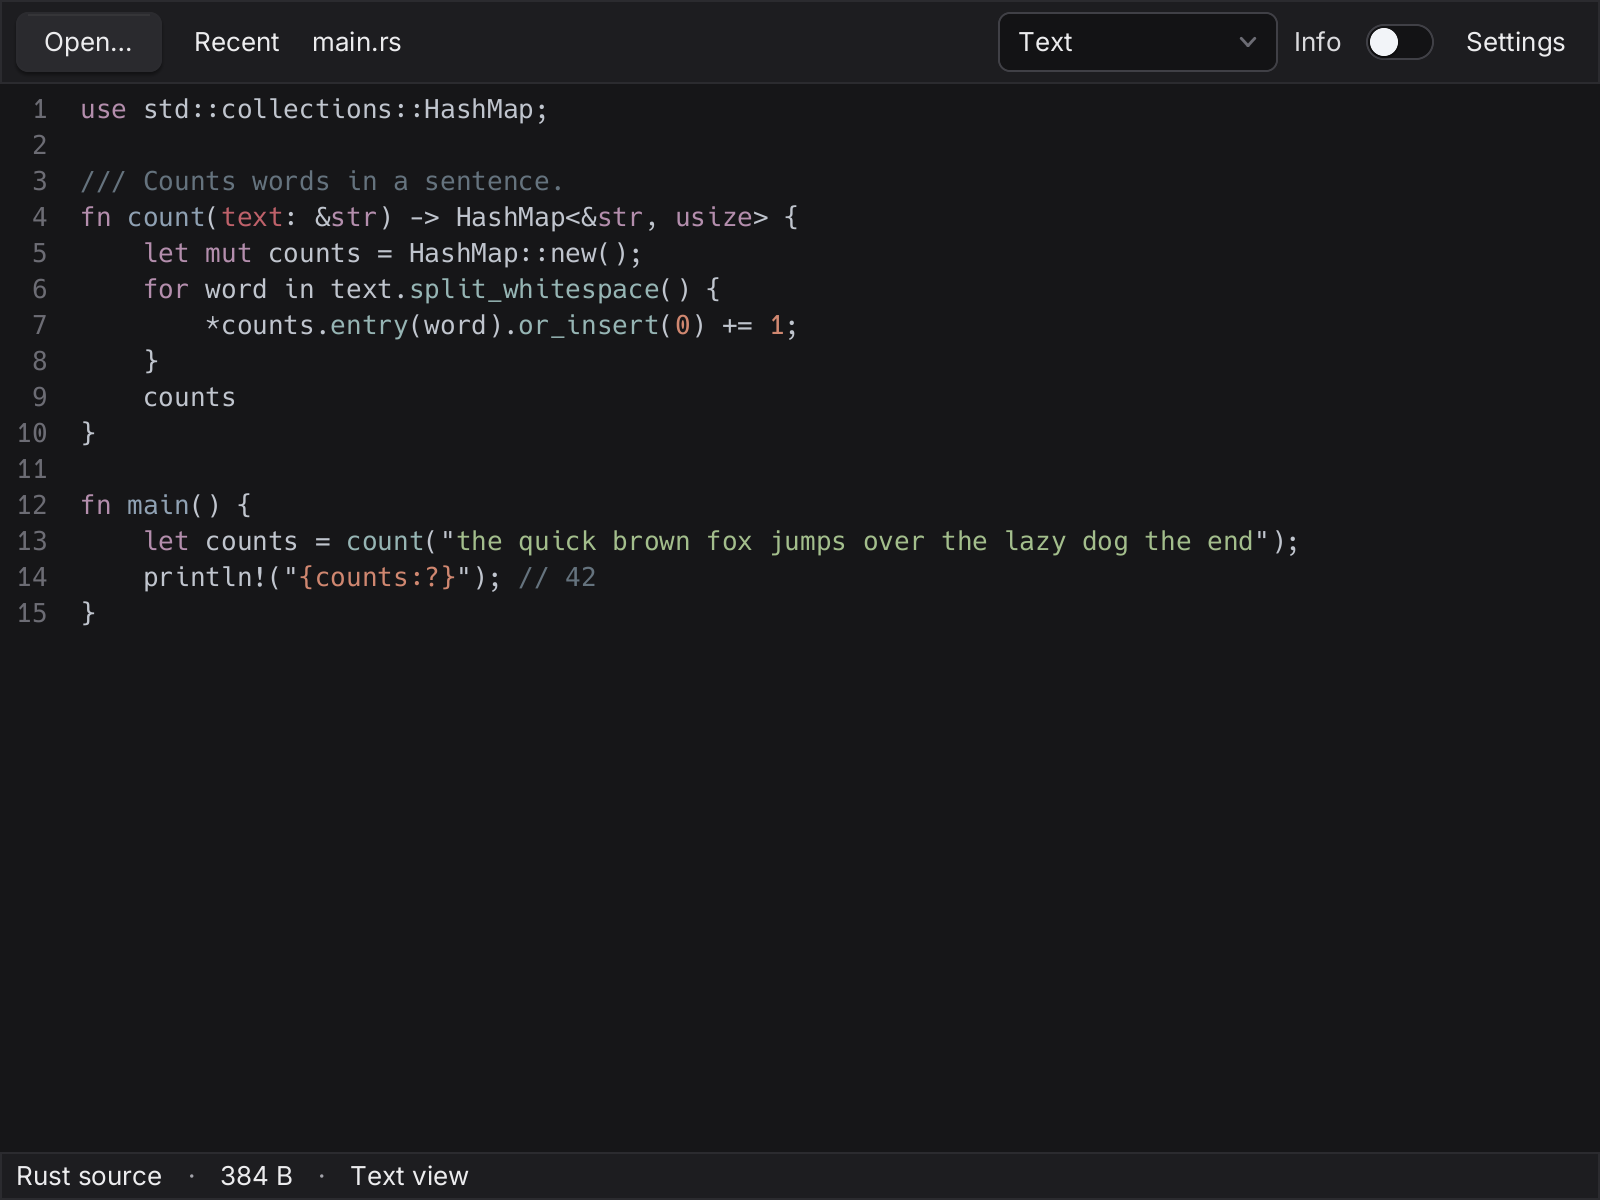 Open... Recent main.rs Text Info Settings
1 use std::collections::HashMap;
2
3 /// Counts words in a sentence.
4 fn count(text: &str) -> HashMap<&str, usize> {
5     let mut counts = HashMap::new();
6     for word in text.split_whitespace() {
7         *counts.entry(word).or_insert(0) += 1;
8     }
9     counts
10 }
11
12 fn main() {
13     let counts = count("the quick brown fox jumps over the lazy dog the end");
14     println!("{counts:?}"); // 42
15 }
Rust source · 384 B · Text view